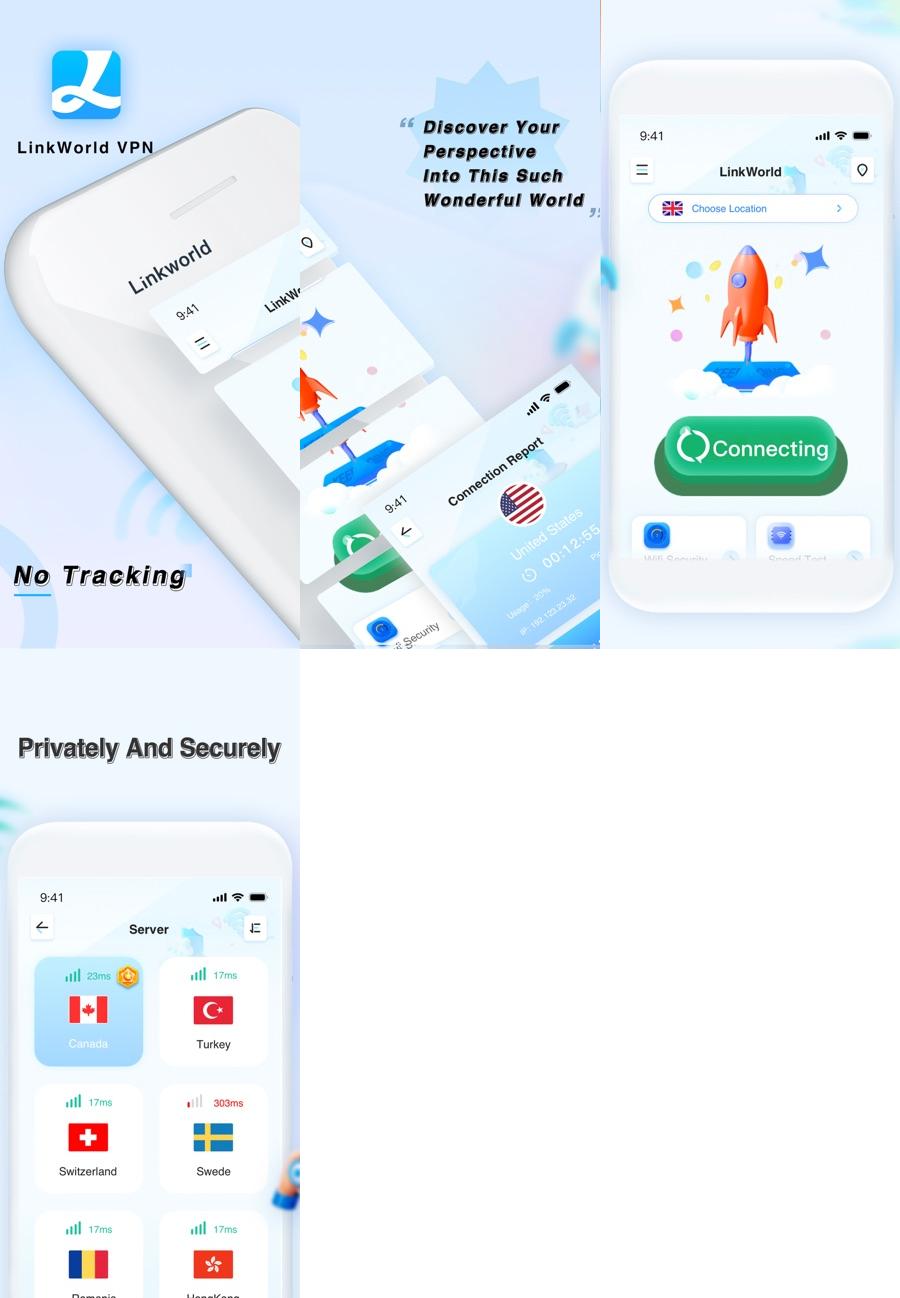 LinkWorld VPN
Linkworld
9:41
No Tracking
“ Discover Your
Perspective
Into This Such
Wonderful World ”
9:41
Connection Report
United States
00:12:55
Usage : 20%
IP: 192.123.23.32
Security
9:41
LinkWorld
Choose Location
Connecting
Wifi Security
Speed Test
Privately And Securely
9:41
Server
23ms
17ms
Canada
Turkey
17ms
303ms
Switzerland
Swede
17ms
17ms
Romania
HongKong